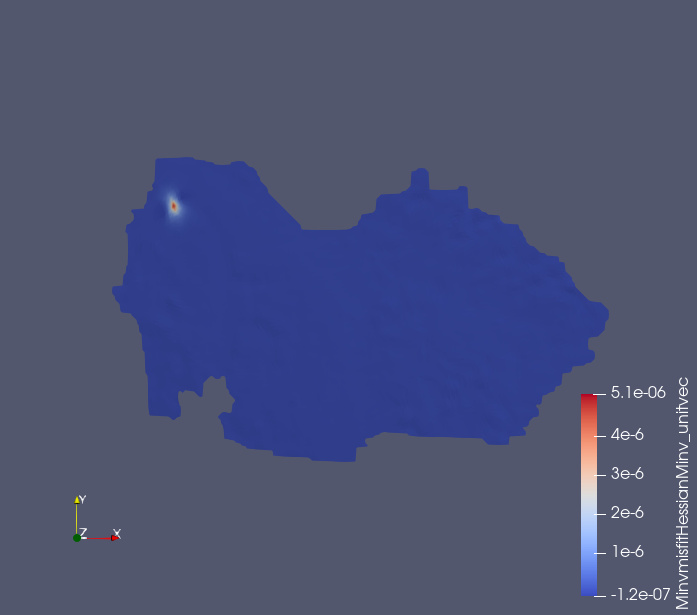 5.1e-06
4e-6
3e-6
2e-6
1e-6
-1.2e-07
MinvmisfitHessianMinv_unitvec
Y
Z
X